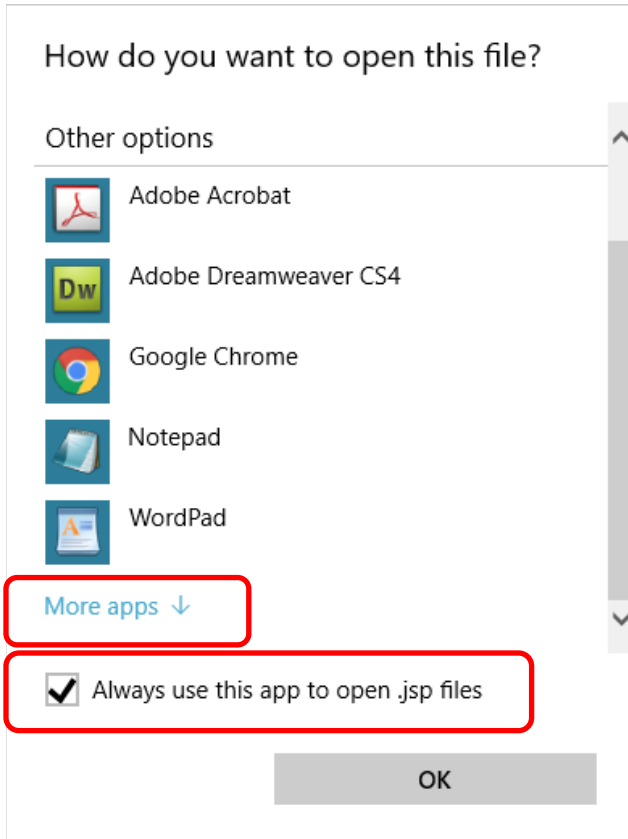 How do you want to open this file?
Other options
Adobe Acrobat
Dw
Adobe Dreamweaver CS4
Google Chrome
Notepad
A
WordPad
More apps ↓
Always use this app to open .jsp files
OK